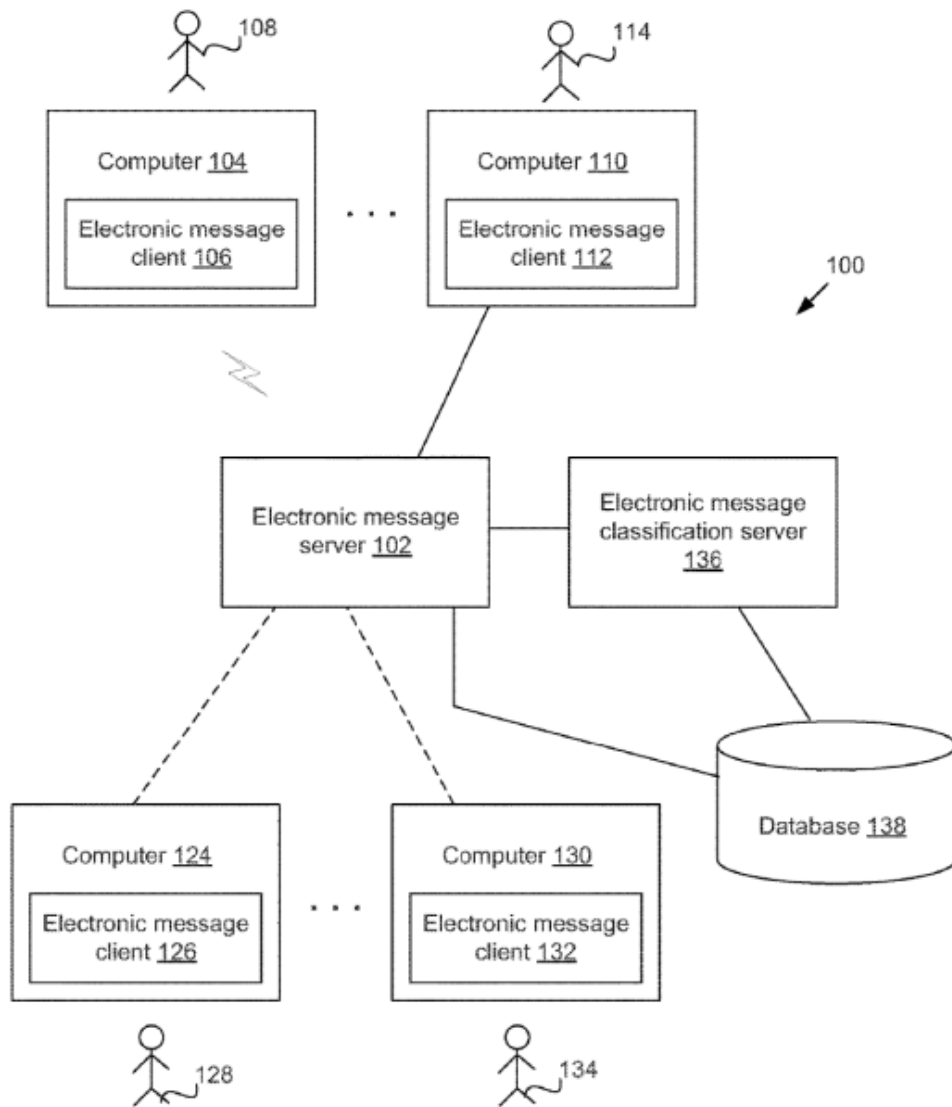 108
114
Computer 104
Computer 110
Electronic message
client 106
. . .
Electronic message
client 112
100
Electronic message
server 102
Electronic message
classification server
136
Computer 124
Computer 130
Database 138
Electronic message
client 126
. . .
Electronic message
client 132
128
134